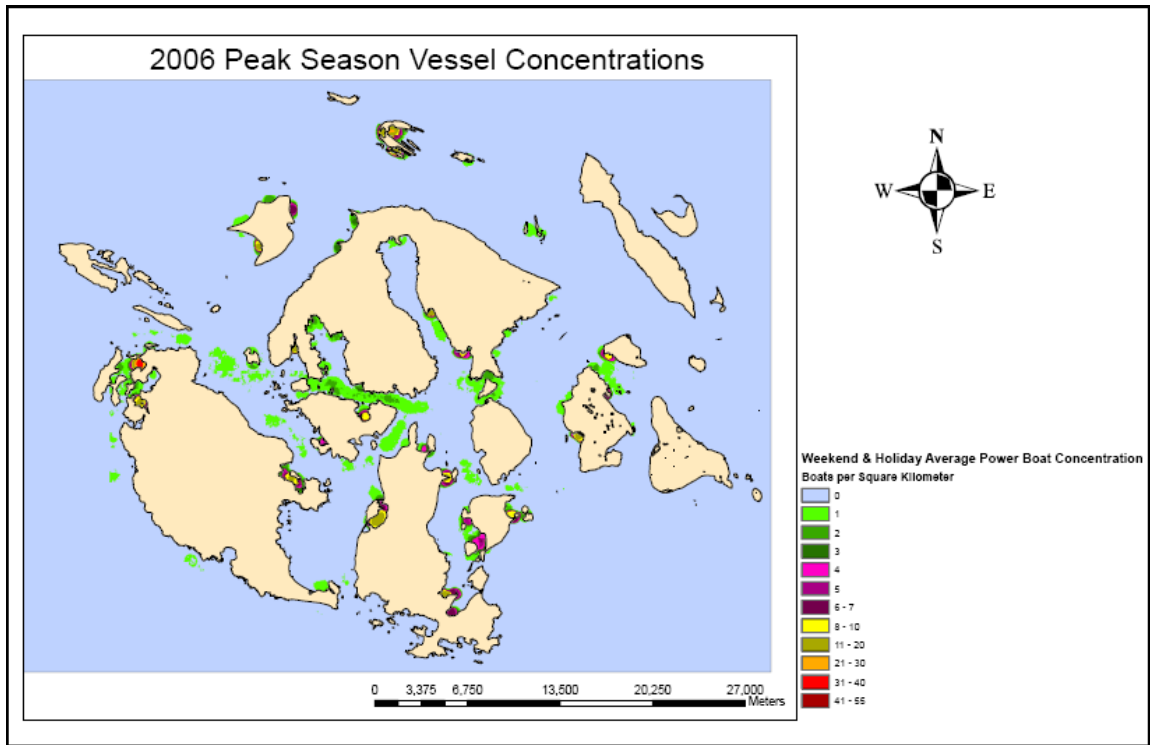 2006 Peak Season Vessel Concentrations
N
W E
S
Weekend & Holiday Average Power Boat Concentration
Boats per Square Kilometer
0
1
2
3
4
5
6 - 7
8 - 10
11 - 20
21 - 30
31 - 40
41 - 55
0 3,375 6,750 13,500 20,250 27,000
Meters